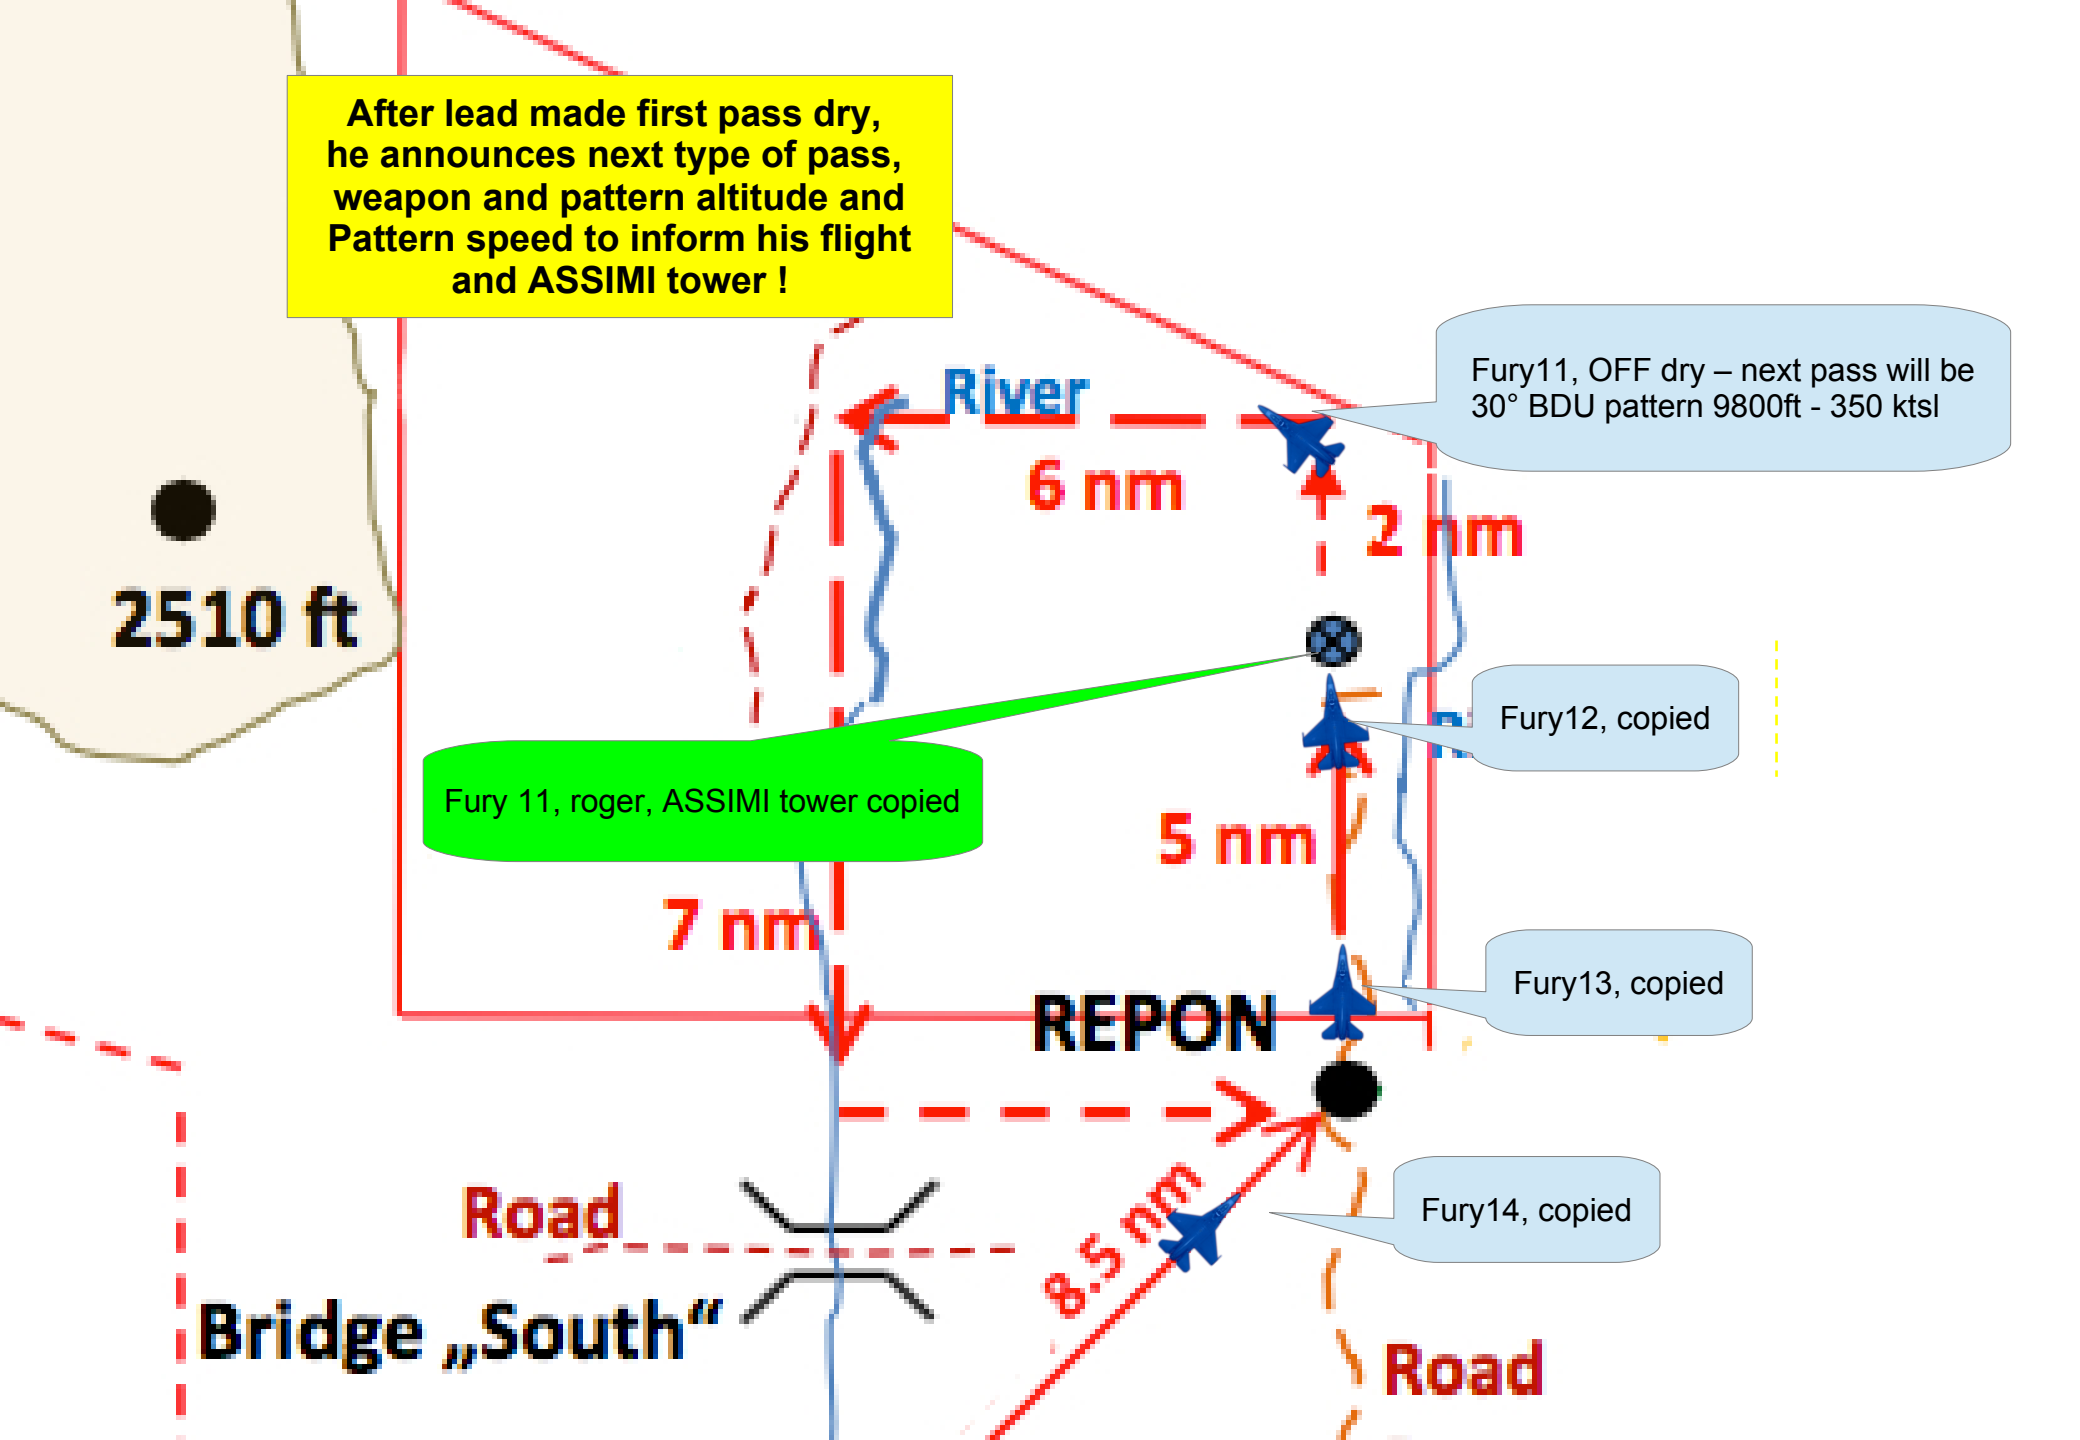 After lead made first pass dry,
he announces next type of pass,
weapon and pattern altitude and
Pattern speed to inform his flight
and ASSIMI tower !
Fury11, OFF dry – next pass will be
30° BDU pattern 9800ft - 350 ktsl
River
6 nm
2 nm
2510 ft
Fury12, copied
Fury 11, roger, ASSIMI tower copied
5 nm
7 nm
Fury13, copied
REPON
Road
8.5 nm
Fury14, copied
Bridge „South“
Road